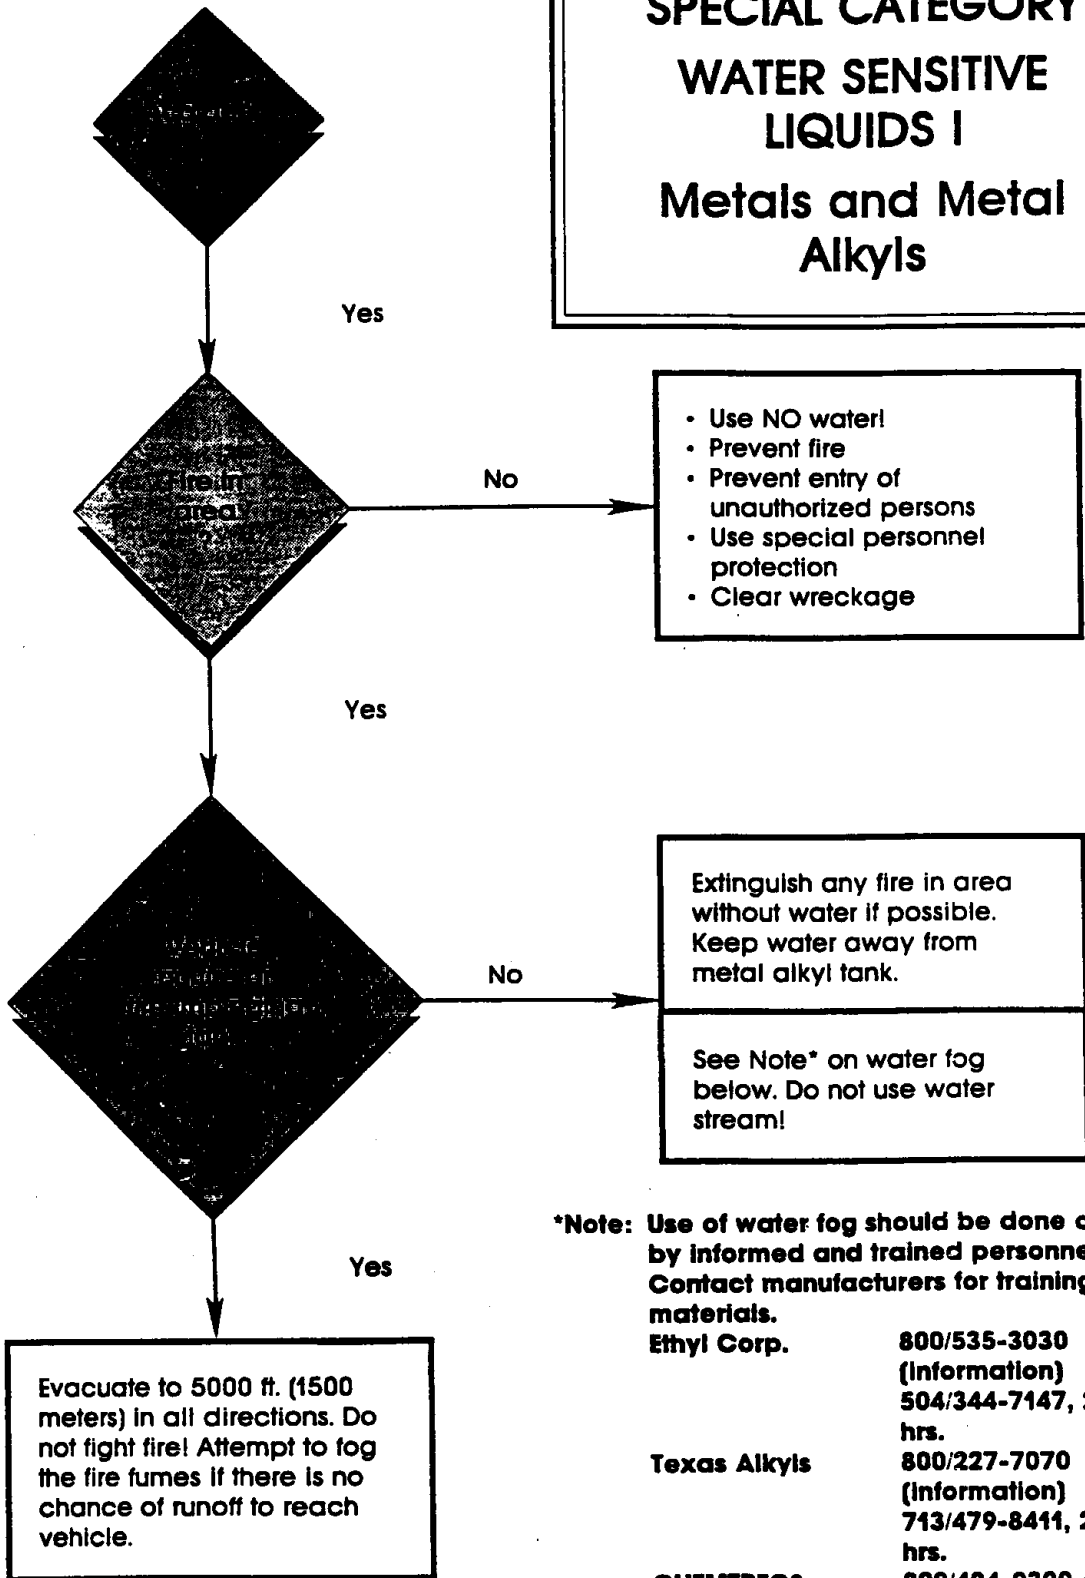 SPECIAL CATEGORY
WATER SENSITIVE
LIQUIDS I
Metals and Metal
Alkyls
Yes
Fire in
area
No
• Use NO water!
• Prevent fire
• Prevent entry of
unauthorized persons
• Use special personnel
protection
• Clear wreckage
Yes
No
Extinguish any fire in area
without water if possible.
Keep water away from
metal alkyl tank.
See Note* on water fog
below. Do not use water
stream!
Yes
Evacuate to 5000 ft. (1500
meters) in all directions. Do
not fight fire! Attempt to fog
the fire fumes if there is no
chance of runoff to reach
vehicle.
*Note: Use of water fog should be done
by informed and trained
Contact manufacturers for training
materials.
Ethyl Corp. 800/535-3030
(Information)
504/344-7147,
hrs.
Texas Alkyls 800/227-7070
(Information)
713/479-8411,
hrs.